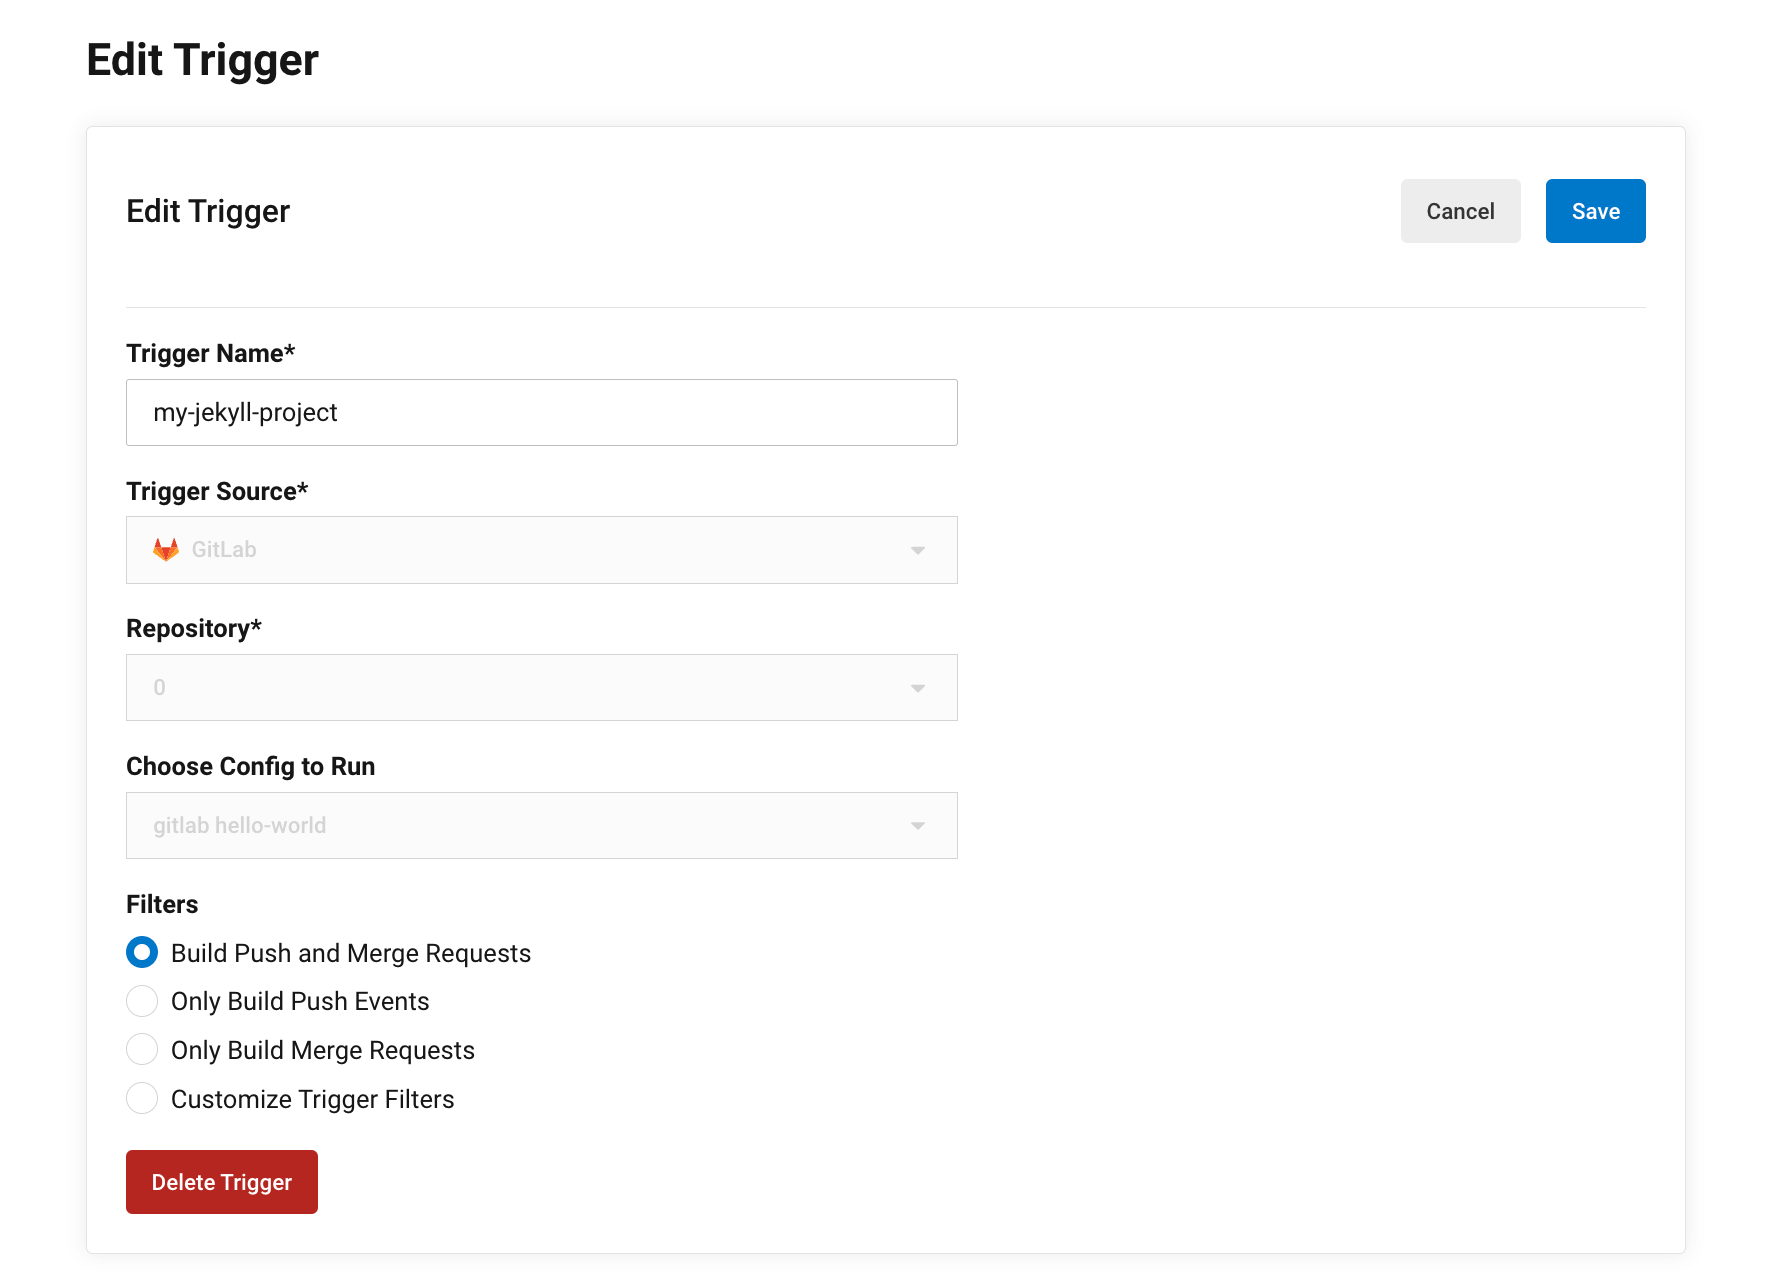 Edit Trigger
Edit Trigger
Cancel
Save
Trigger Name*
my-jekyll-project
Trigger Source*
GitLab
Repository*
0
Choose Config to Run
gitlab hello-world
Filters
Build Push and Merge Requests
Only Build Push Events
Only Build Merge Requests
Customize Trigger Filters
Delete Trigger